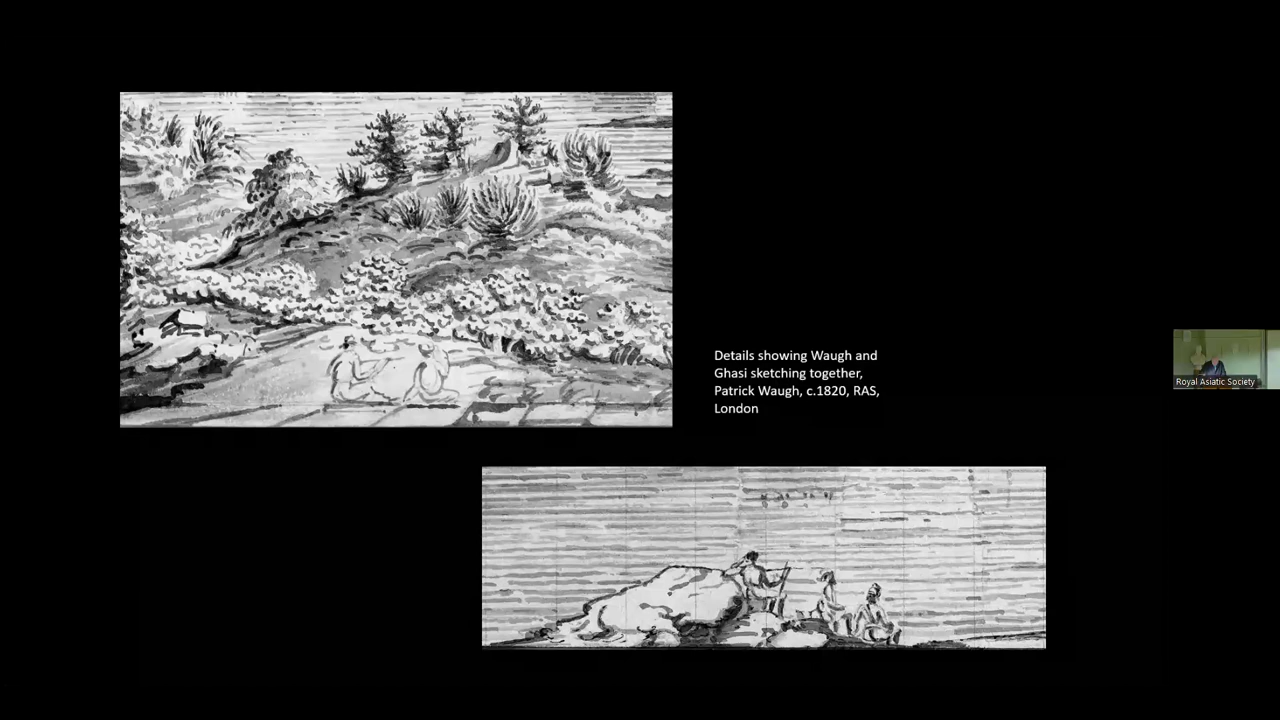 Details showing Waugh and
Ghasi sketching together,
Patrick Waugh, c.1820, RAS,
London
Royal Asiatic Society